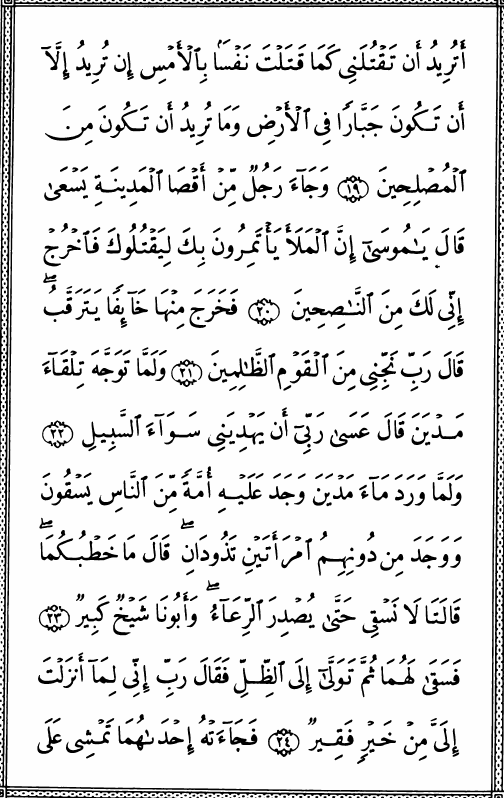 أَتُرِيدُ أَن تَقْتُلَنِى كَمَا قَتَلْتَ نَفْسَۢا بِٱلْأَمْسِ إِن تُرِيدُ إِلَّآ
أَن تَكُونَ جَبَّارًا فِى ٱلْأَرْضِ وَمَا تُرِيدُ أَن تَكُونَ مِنَ
ٱلْمُصْلِحِينَ ﴿١٩﴾ وَجَآءَ رَجُلٌ مِّنْ أَقْصَا ٱلْمَدِينَةِ يَسْعَىٰ
قَالَ يَـٰمُوسَىٰٓ إِنَّ ٱلْمَلَأَ يَأْتَمِرُونَ بِكَ لِيَقْتُلُوكَ فَٱخْرُجْ
إِنِّى لَكَ مِنَ ٱلنَّـٰصِحِينَ ﴿٢٠﴾ فَخَرَجَ مِنْهَا خَآئِفًا يَتَرَقَّبُ ۖ
قَالَ رَبِّ نَجِّنِى مِنَ ٱلْقَوْمِ ٱلظَّـٰلِمِينَ ﴿٢١﴾ وَلَمَّا تَوَجَّهَ تِلْقَآءَ
مَدْيَنَ قَالَ عَسَىٰ رَبِّىٓ أَن يَهْدِيَنِى سَوَآءَ ٱلسَّبِيلِ ﴿٢٢﴾
وَلَمَّا وَرَدَ مَآءَ مَدْيَنَ وَجَدَ عَلَيْهِ أُمَّةً مِّنَ ٱلنَّاسِ يَسْقُونَ
وَوَجَدَ مِن دُونِهِمُ ٱمْرَأَتَيْنِ تَذُودَانِ ۖ قَالَ مَا خَطْبُكُمَا ۖ
قَالَتَا لَا نَسْقِى حَتَّىٰ يُصْدِرَ ٱلرِّعَآءُ ۖ وَأَبُونَا شَيْخٌ كَبِيرٌ ﴿٢٣﴾
فَسَقَىٰ لَهُمَا ثُمَّ تَوَلَّىٰٓ إِلَى ٱلظِّلِّ فَقَالَ رَبِّ إِنِّى لِمَآ أَنزَلْتَ
إِلَىَّ مِنْ خَيْرٍ فَقِيرٌ ﴿٢٤﴾ فَجَآءَتْهُ إِحْدَىٰهُمَا تَمْشِى عَلَى